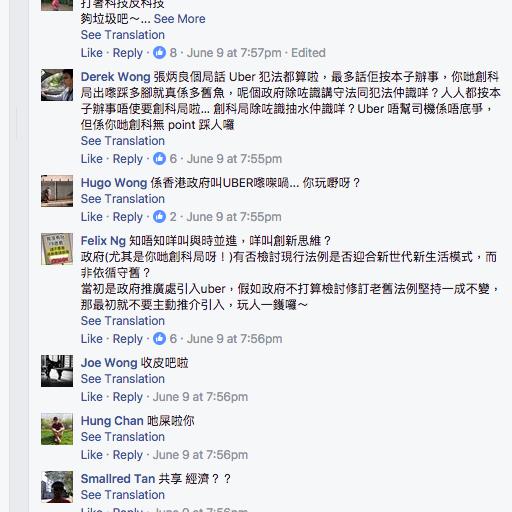 打著科技反科技
夠垃圾吧～... See More
See Translation
Like · Reply · 8 · June 9 at 7:57pm · Edited
Derek Wong 張炳良個局話 Uber 犯法都算啦，最多話佢按本子辦事，你哋創科
局出嚟踩多腳就真係多舊魚，呢個政府除咗識講守法同犯法仲識咩？人人都按本
子辦事唔使要創科局啦... 創科局除咗識抽水仲識咩？Uber 唔幫司機係唔底爭，
但係你哋創科無 point 踩人囉
See Translation
Like · Reply · 6 · June 9 at 7:55pm
Hugo Wong 係香港政府叫UBER嚟㗎喎... 你玩嘢呀？
See Translation
Like · Reply · 2 · June 9 at 7:55pm
Felix Ng 知唔知咩叫與時並進，咩叫創新思維？
政府(尤其是你哋創科局呀！)有否檢討現行法例是否迎合新世代新生活模式，而
非依循守舊？
當初是政府推廣處引入uber，假如政府不打算檢討修訂老舊法例堅持一成不變，
那最初就不要主動推介引入，玩人一鑊囉～
See Translation
Like · Reply · 6 · June 9 at 7:56pm
Joe Wong 收皮吧啦
See Translation
Like · Reply · June 9 at 7:56pm
Hung Chan 吔屎啦你
See Translation
Like · Reply · June 9 at 7:56pm
Smallred Tan 共享 經濟？？
See Translation
Like · Reply · June 9 at 7:56pm